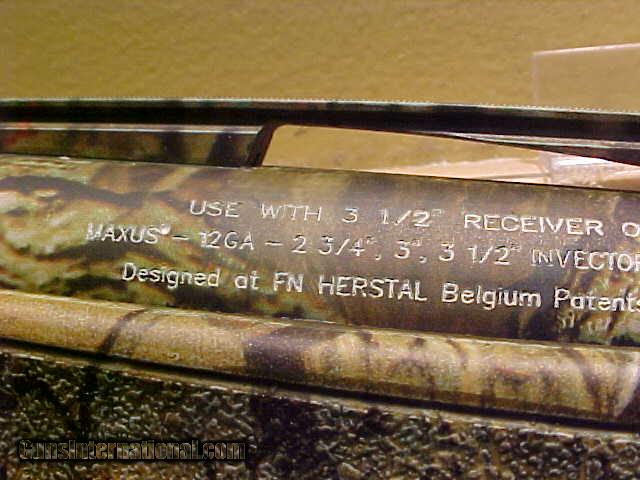 USE WITH 3 1/2" RECEIVER O
MAXUS® - 12GA - 2 3/4", 3", 3 1/2" INVECTOR
Designed at FN HERSTAL Belgium Patents
GunsInternational.com